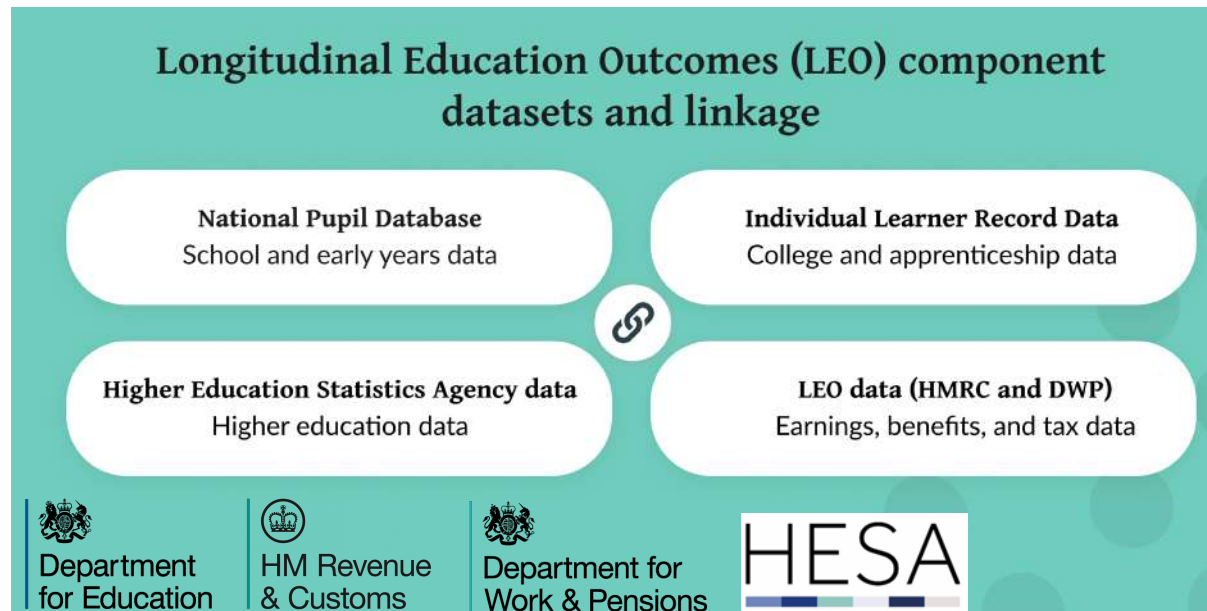 Longitudinal Education Outcomes (LEO) component
datasets and linkage
National Pupil Database
School and early years data
Individual Learner Record Data
College and apprenticeship data
Higher Education Statistics Agency data
Higher education data
LEO data (HMRC and DWP)
Earnings, benefits, and tax data
Department
for Education
HM Revenue
& Customs
Department for
Work & Pensions
HESA